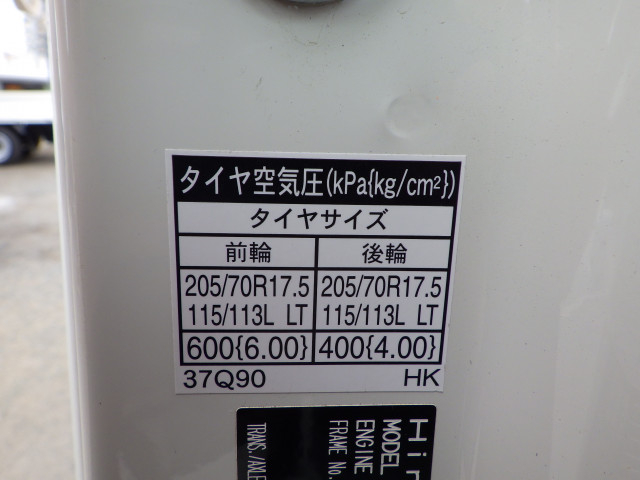 タイヤ空気圧(kPa{kg/cm²})
タイヤサイズ
前輪 後輪
205/70R17.5 205/70R17.5
115/113L LT 115/113L LT
600{6.00} 400{4.00}
37Q90 HK
MODEL
ENGINE
FRAME No.